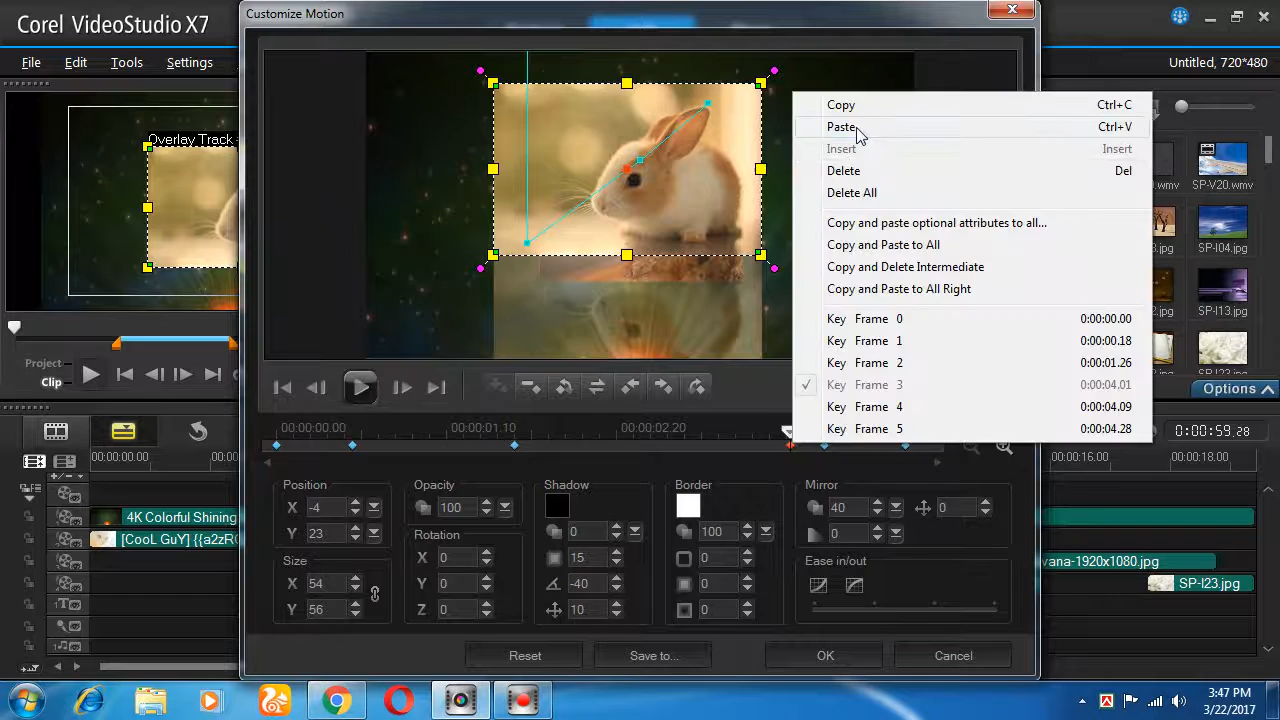 Corel VideoStudio X7
Customize Motion
File Edit Tools Settings
Untitled, 720*480
Overlay Track
Copy Ctrl+C
Paste Ctrl+V
Insert Insert
Delete Del
Delete All
Copy and paste optional attributes to all...
Copy and Paste to All
Copy and Delete Intermediate
Copy and Paste to All Right
Key Frame 0 0:00:00.00
Key Frame 1 0:00:00.18
Key Frame 2 0:00:01.26
Key Frame 3 0:00:04.01
Key Frame 4 0:00:04.09
Key Frame 5 0:00:04.28
SP-V20.wmv
SP-I04.jpg
SP-I13.jpg
SP-I23.jpg
Project
Clip
Options
00:00:00.00 00:00:01.10 00:00:02.20
0:00:59.28
00:00:00.00 00:00:16.00 00:00:18.00
Position Opacity Shadow Border Mirror
X -4 100 40 0
Y 23 0 100 0
Rotation
Size X 0 15 0 Ease in/out
X 54 Y 0 -40 0
Y 56 Z 0 10 0
4K Colorful Shining
[CooL GuY] {{a2zR
vana-1920x1080.jpg
SP-I23.jpg
Reset Save to... OK Cancel
3:47 PM
3/22/2017